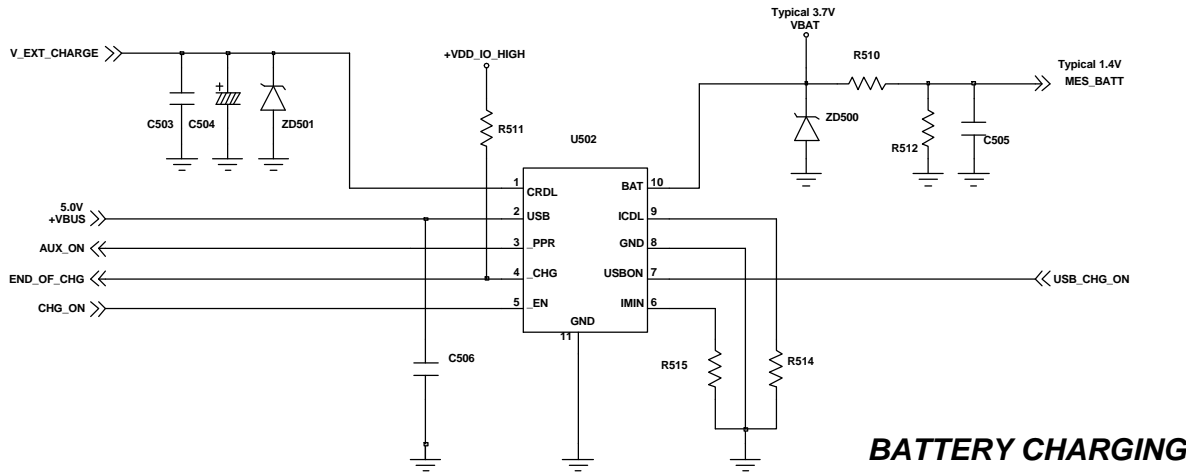 Typical 3.7V
VBAT
V_EXT_CHARGE
+VDD_IO_HIGH
R510
Typical 1.4V
MES_BATT
+
C503
C504
ZD501
R511
ZD500
R512
C505
U502
1
CRDL
BAT
10
5.0V
+VBUS
2
USB
ICDL
9
AUX_ON
3
_PPR
GND
8
END_OF_CHG
4
_CHG
USBON
7
USB_CHG_ON
CHG_ON
5
_EN
IMIN
6
GND
11
C506
R515
R514
BATTERY CHARGING